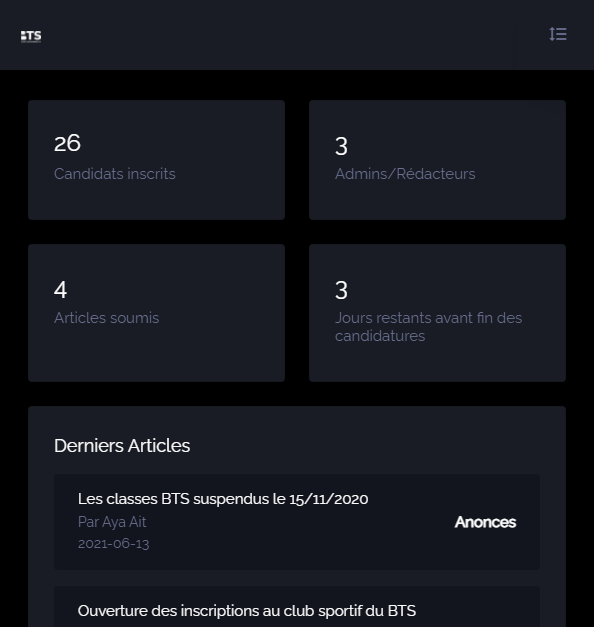 BTS
26
Candidats inscrits
3
Admins/Rédacteurs
4
Articles soumis
3
Jours restants avant fin des
candidatures
Derniers Articles
Les classes BTS suspendus le 15/11/2020
Par Aya Ait
2021-06-13
Anonces
Ouverture des inscriptions au club sportif du BTS